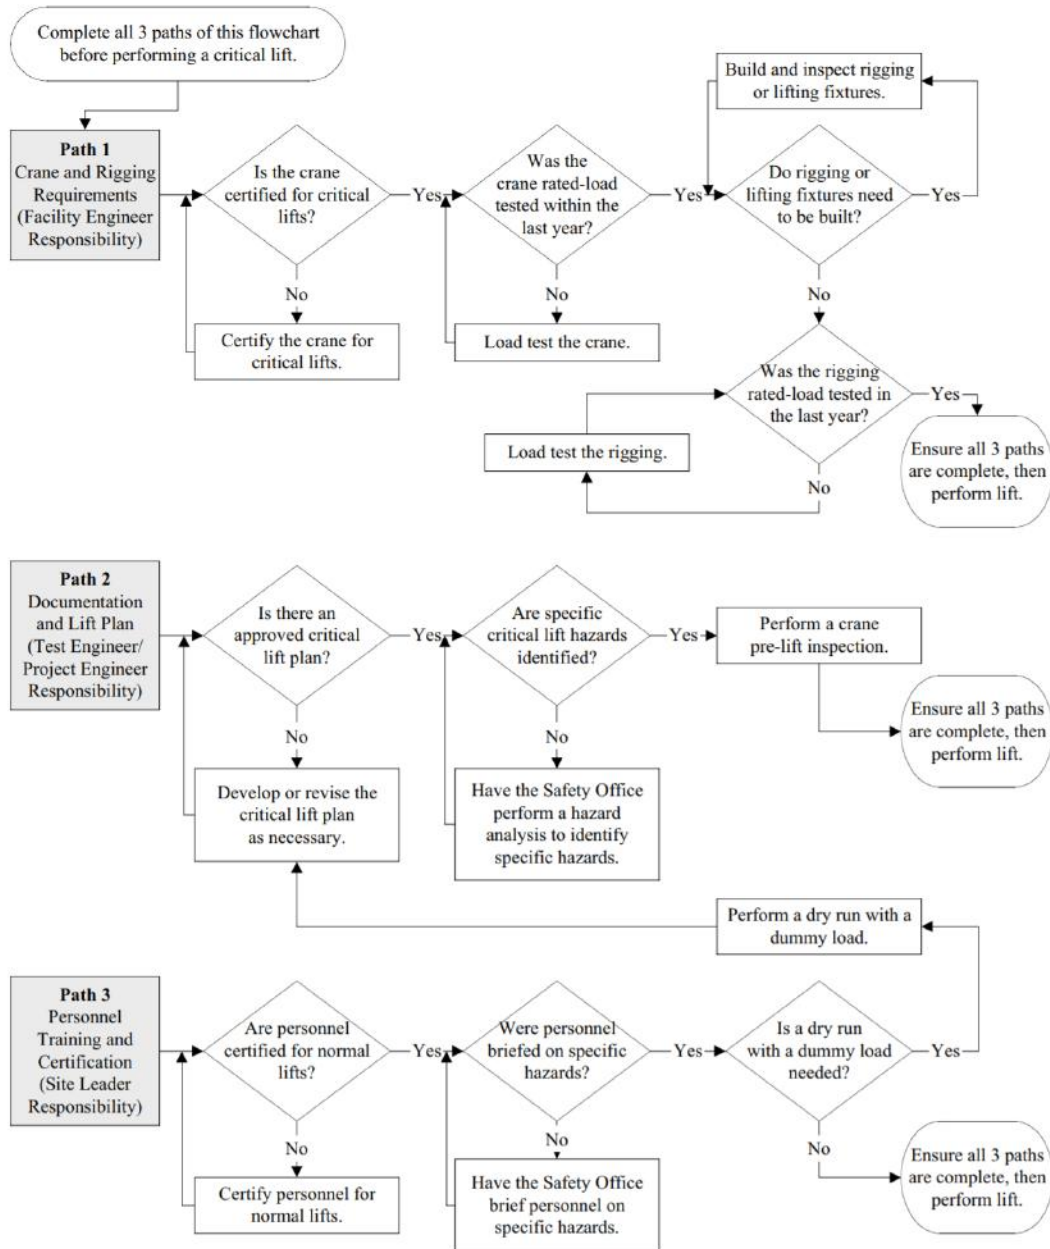 Complete all 3 paths of this flowchart
before performing a critical lift.
Build and inspect rigging
or lifting fixtures.
Path 1
Crane and Rigging
Requirements
(Facility Engineer
Responsibility)
Is the crane
certified for critical
lifts?
Yes
Was the
crane rated-load
tested within the
last year?
Yes
Do rigging or
lifting fixtures need
to be built?
Yes
No
No
No
Certify the crane for
critical lifts.
Load test the crane.
Was the rigging
rated-load tested in
the last year?
Yes
Load test the rigging.
No
Ensure all 3 paths
are complete, then
perform lift.
Path 2
Documentation
and Lift Plan
(Test Engineer/
Project Engineer
Responsibility)
Is there an
approved critical
lift plan?
Yes
Are specific
critical lift hazards
identified?
Yes
Perform a crane
pre-lift inspection.
No
No
Ensure all 3 paths
are complete, then
perform lift.
Develop or revise the
critical lift plan
as necessary.
Have the Safety Office
perform a hazard
analysis to identify
specific hazards.
Perform a dry run with a
dummy load.
Path 3
Personnel
Training and
Certification
(Site Leader
Responsibility)
Are personnel
certified for normal
lifts?
Yes
Were personnel
briefed on specific
hazards?
Yes
Is a dry run
with a dummy load
needed?
Yes
No
No
No
Certify personnel for
normal lifts.
Have the Safety Office
brief personnel on
specific hazards.
Ensure all 3 paths
are complete, then
perform lift.